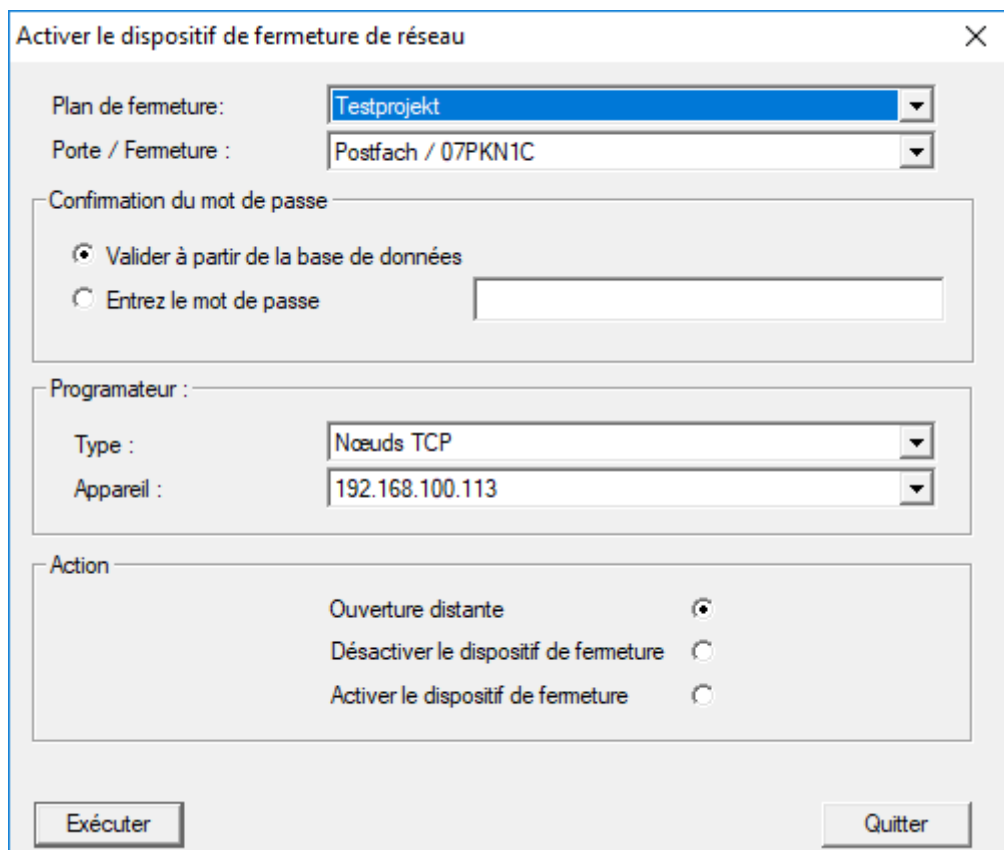 Activer le dispositif de fermeture de réseau
Plan de fermeture: Testprojekt
Porte / Fermeture : Postfach / 07PKN1C
Confirmation du mot de passe
Valider à partir de la base de données
Entrez le mot de passe
Programateur :
Type : Nœuds TCP
Appareil : 192.168.100.113
Action
Ouverture distante
Désactiver le dispositif de fermeture
Activer le dispositif de fermeture
Exécuter Quitter